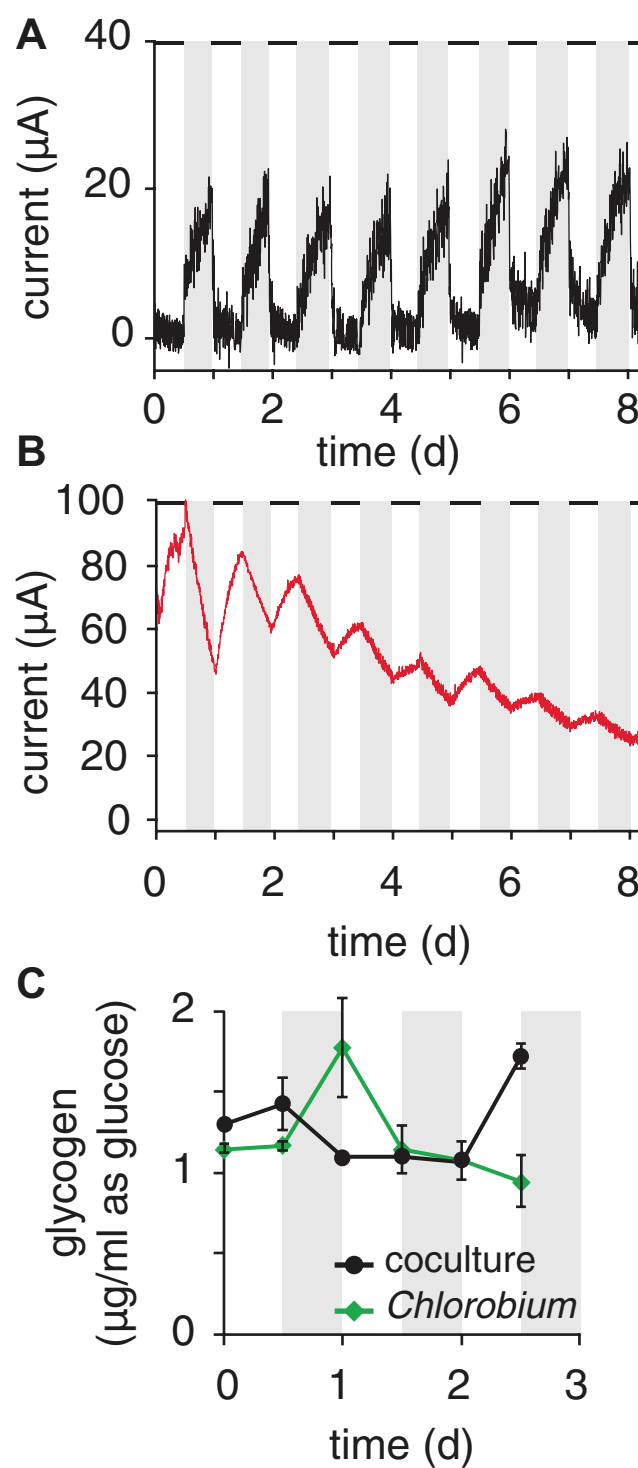 A
current (µA)
40
20
0
0 2 4 6 8
time (d)
B
current (µA)
100
80
60
40
20
0
0 2 4 6 8
time (d)
C
glycogen
(µg/ml as glucose)
2
1
0
coculture
Chlorobium
0 1 2 3
time (d)